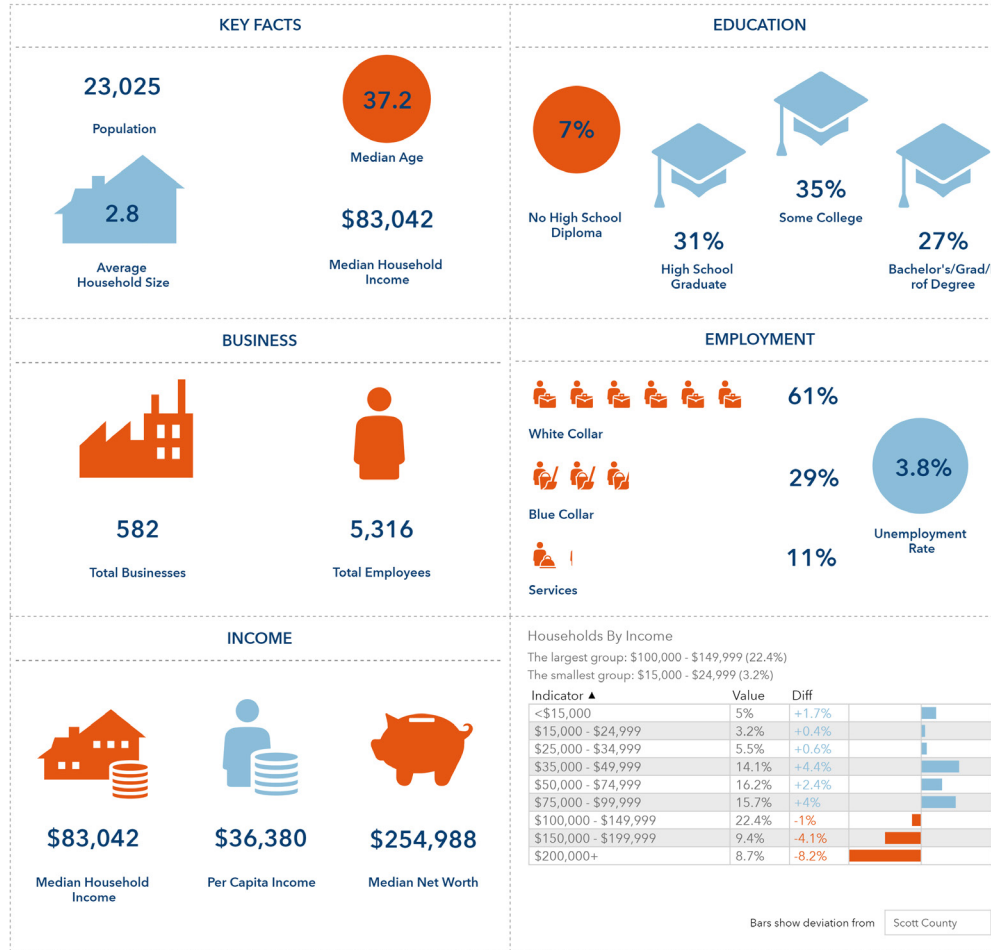 KEY FACTS
23,025
Population
37.2
Median Age
2.8
Average
Household Size
$83,042
Median Household
Income
EDUCATION
7%
No High School
Diploma
31%
High School
Graduate
35%
Some College
27%
Bachelor's/Grad/
rof Degree
BUSINESS
582
Total Businesses
5,316
Total Employees
EMPLOYMENT
61%
White Collar
29%
Blue Collar
11%
Services
3.8%
Unemployment
Rate
INCOME
$83,042
Median Household
Income
$36,380
Per Capita Income
$254,988
Median Net Worth
Households By Income
The largest group: $100,000 - $149,999 (22.4%)
The smallest group: $15,000 - $24,999 (3.2%)
Indicator ▲ Value Diff
<$15,000 5% +1.7%
$15,000 - $24,999 3.2% +0.4%
$25,000 - $34,999 5.5% +0.6%
$35,000 - $49,999 14.1% +4.4%
$50,000 - $74,999 16.2% +2.4%
$75,000 - $99,999 15.7% +4%
$100,000 - $149,999 22.4% -1%
$150,000 - $199,999 9.4% -4.1%
$200,000+ 8.7% -8.2%
Bars show deviation from Scott County